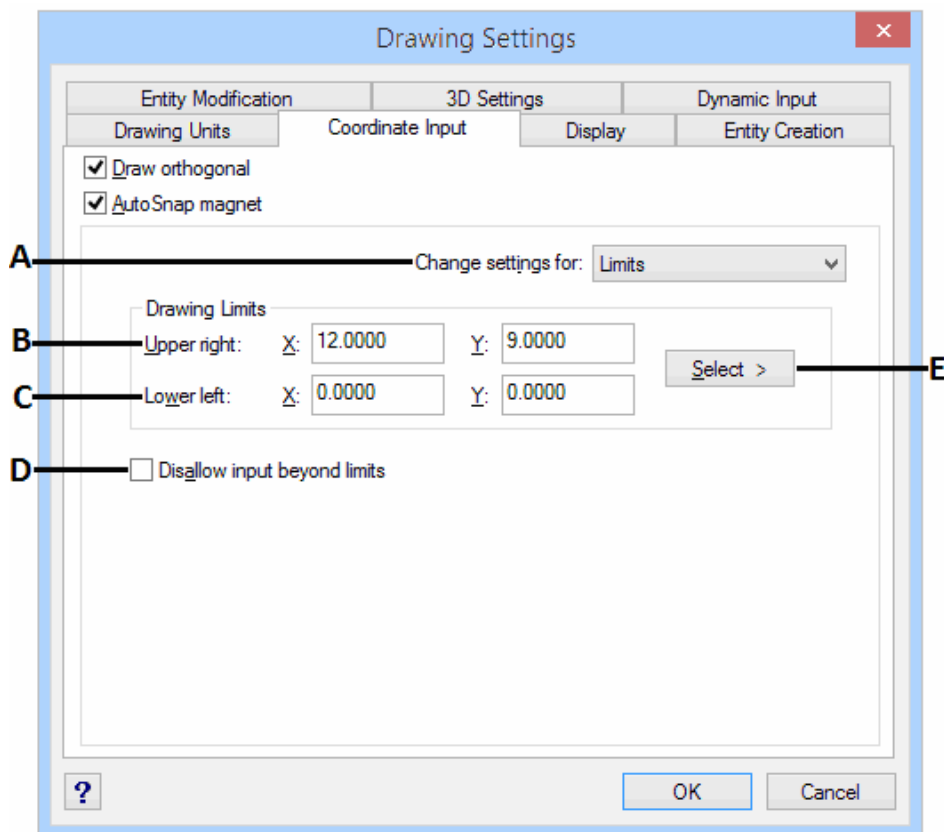 Drawing Settings
×
Entity Modification 3D Settings Dynamic Input
Drawing Units Coordinate Input Display Entity Creation
Draw orthogonal
AutoSnap magnet
A Change settings for: Limits
Drawing Limits
B Upper right: X: 12.0000 Y: 9.0000
Select > E
C Lower left: X: 0.0000 Y: 0.0000
D Disallow input beyond limits
? OK Cancel